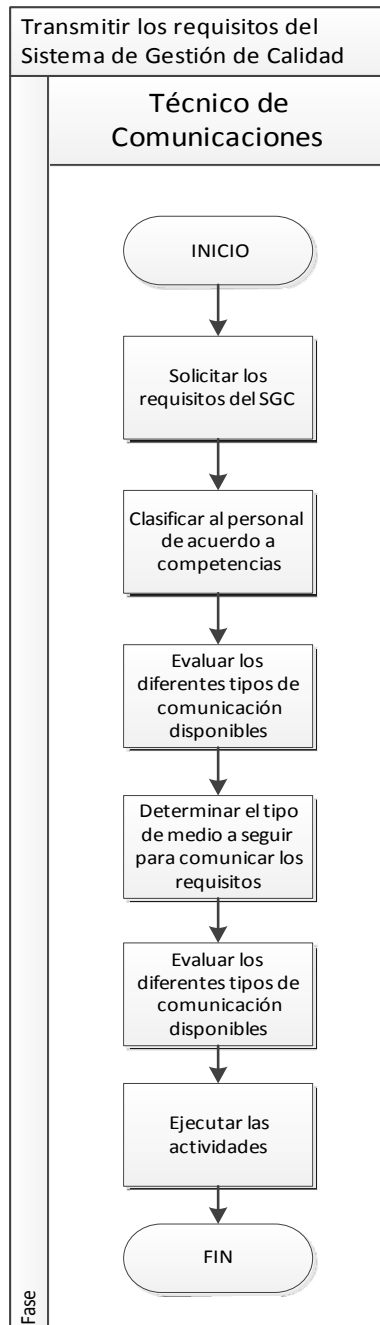 Transmitir los requisitos del
Sistema de Gestión de Calidad
Técnico de
Comunicaciones
INICIO
Solicitar los
requisitos del SGC
Clasificar al personal
de acuerdo a
competencias
Evaluar los
diferentes tipos de
comunicación
disponibles
Determinar el tipo
de medio a seguir
para comunicar los
requisitos
Evaluar los
diferentes tipos de
comunicación
disponibles
Ejecutar las
actividades
FIN
Fase